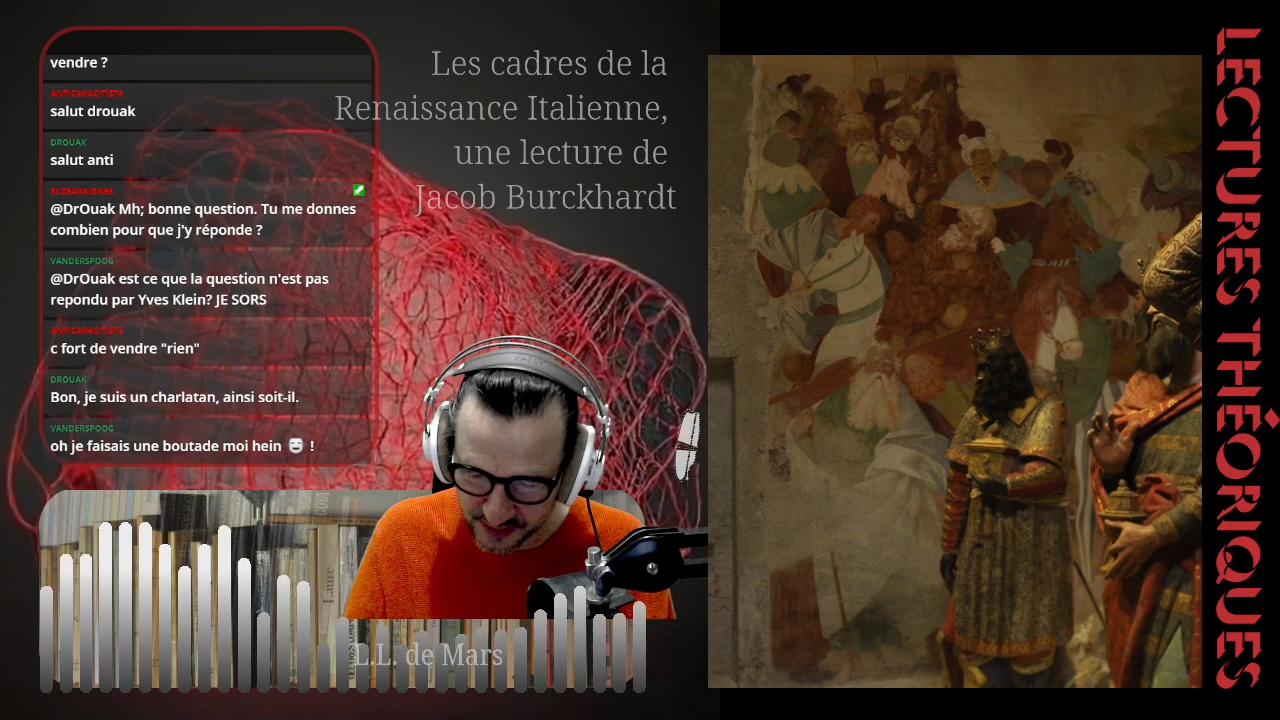 vendre ?
ANTICAPACITISTE
salut drouak
DROUAK
salut anti
SUZEARAIGNEE
@DrOuak Mh; bonne question. Tu me donnes
combien pour que j'y réponde ?
VANDERSPOOG
@DrOuak est ce que la question n'est pas
repondu par Yves Klein? JE SORS
ANTICAPACITISTE
c fort de vendre "rien"
DROUAK
Bon, je suis un charlatan, ainsi soit-il.
VANDERSPOOG
oh je faisais une boutade moi hein !
Les cadres de la
Renaissance Italienne,
une lecture de
Jacob Burckhardt
L.L. de Mars
LECTURES THÉORIQUES